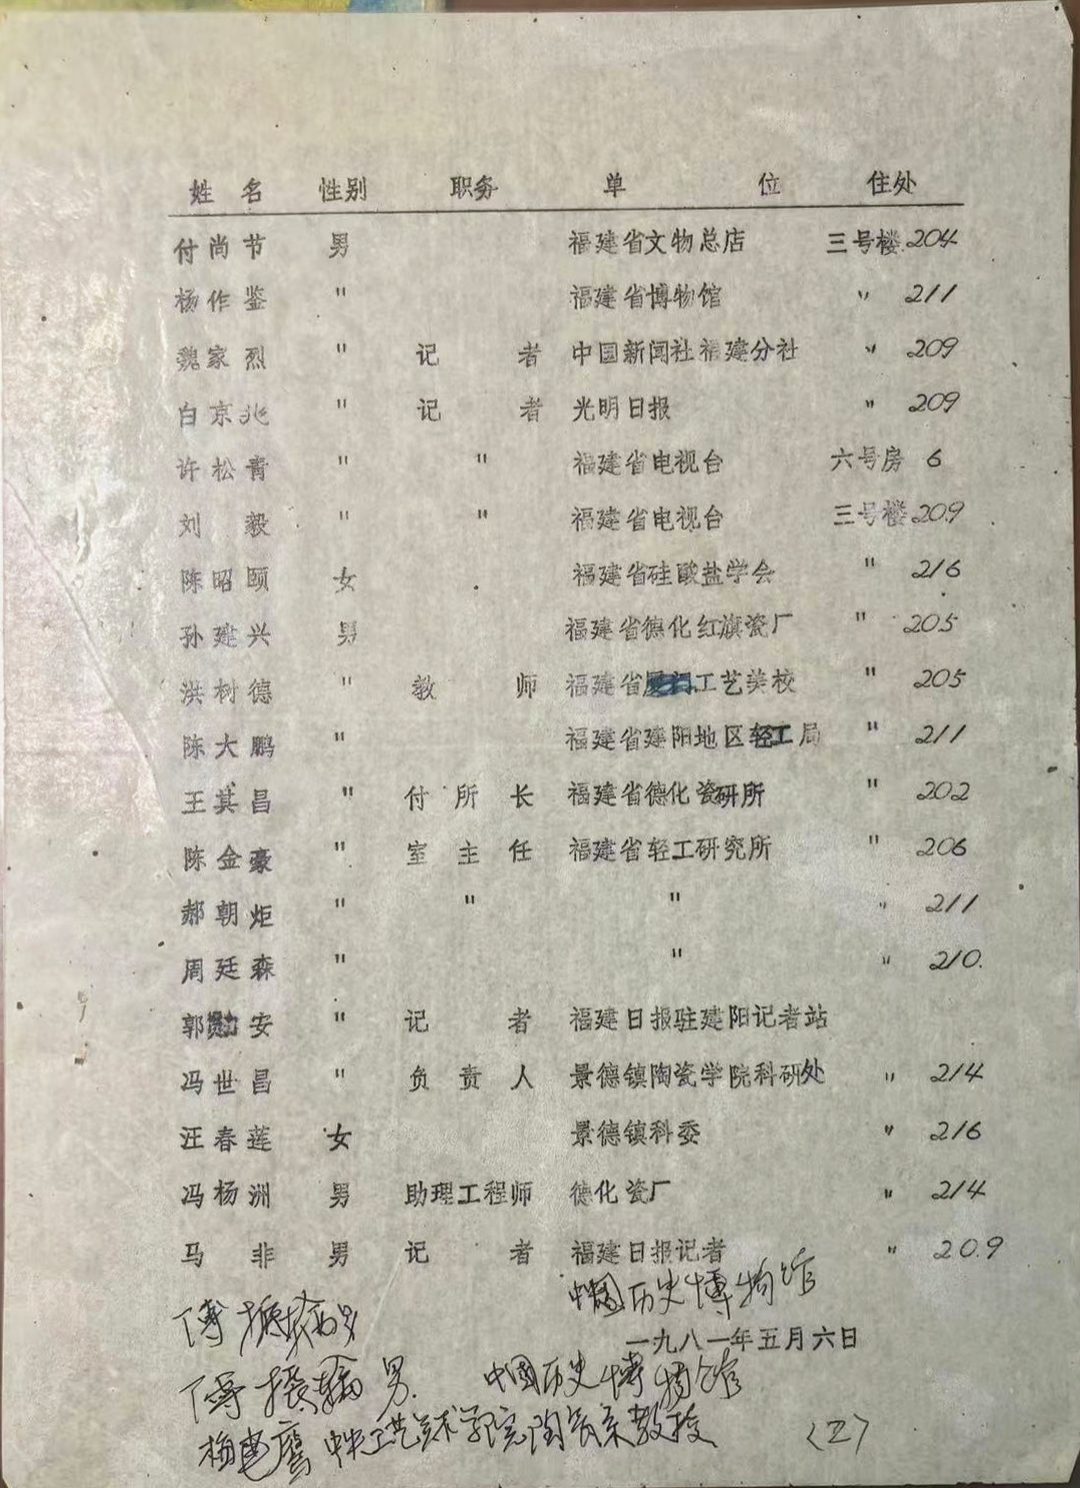 姓 名 性别 职务 单 位 住处
付尚节 男 福建省文物总店 三号楼 204
杨作鉴 " 福建省博物馆 " 211
魏家烈 " 记 者 中国新闻社福建分社 " 209
白京兆 " 记 者 光明日报 " 209
许松青 " " 福建省电视台 六号房 6
刘 毅 " " 福建省电视台 三号楼 209
陈昭颐 女 福建省硅酸盐学会 " 216
孙建兴 男 福建省德化红旗瓷厂 " 205
洪树德 " 教 师 福建省工艺美校 " 205
陈大鹏 " 福建省建阳地区轻工局 " 211
王其昌 " 付 所 长 福建省德化瓷研所 " 202
陈金豪 " 室 主 任 福建省轻工研究所 " 206
郝朝炬 " " " " 211
周廷森 " " " 210.
郭安 " 记 者 福建日报驻建阳记者站
冯世昌 " 负 责 人 景德镇陶瓷学院科研处 " 214
汪春莲 女 景德镇科委 " 216
冯杨洲 男 助理工程师 德化瓷厂 " 214
马 非 男 记 者 福建日报记者 " 209
傅振 中国历史博物馆
一九八一年五月六日
傅振 男. 中国历史博物馆
梅 中央工艺美术学院陶瓷系教授
(2)